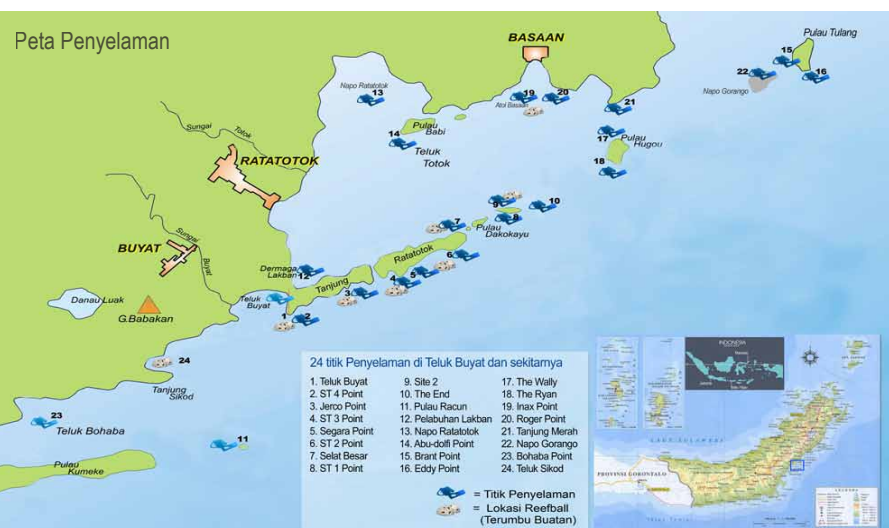 Peta Penyelaman
BASAAN
Pulau Tulang
15
16
22
Napo Gorango
Napo Ratatotok
13
19
20
Atol Basaan
21
17
Pulau
Hugou
18
14
Pulau
Babi
Teluk
Totok
Sungai
Totok
RATATOTOK
9
10
8
7
Pulau
Dakokayu
Sungai
Buyat
BUYAT
Ratatotok
6
5
4
Dermaga
Lakban
12
Tanjung
3
Danau Luak
G.Babakan
Teluk
Buyat
1
2
24
Tanjung
Sikod
23
Teluk Bohaba
11
Pulau
Kumeke
24 titik Penyelaman di Teluk Buyat dan sekitarnya
1. Teluk Buyat
2. ST 4 Point
3. Jerco Point
4. ST 3 Point
5. Segara Point
6. ST 2 Point
7. Selat Besar
8. ST 1 Point
9. Site 2
10. The End
11. Pulau Racun
12. Pelabuhan Lakban
13. Napo Ratatotok
14. Abu-dolfi Point
15. Brant Point
16. Eddy Point
17. The Wally
18. The Ryan
19. Inax Point
20. Roger Point
21. Tanjung Merah
22. Napo Gorango
23. Bohaba Point
24. Teluk Sikod
= Titik Penyelaman
= Lokasi Reefball
(Terumbu Buatan)
INDONESIA
LAUT SULAWESI
PROVINSI GORONTALO